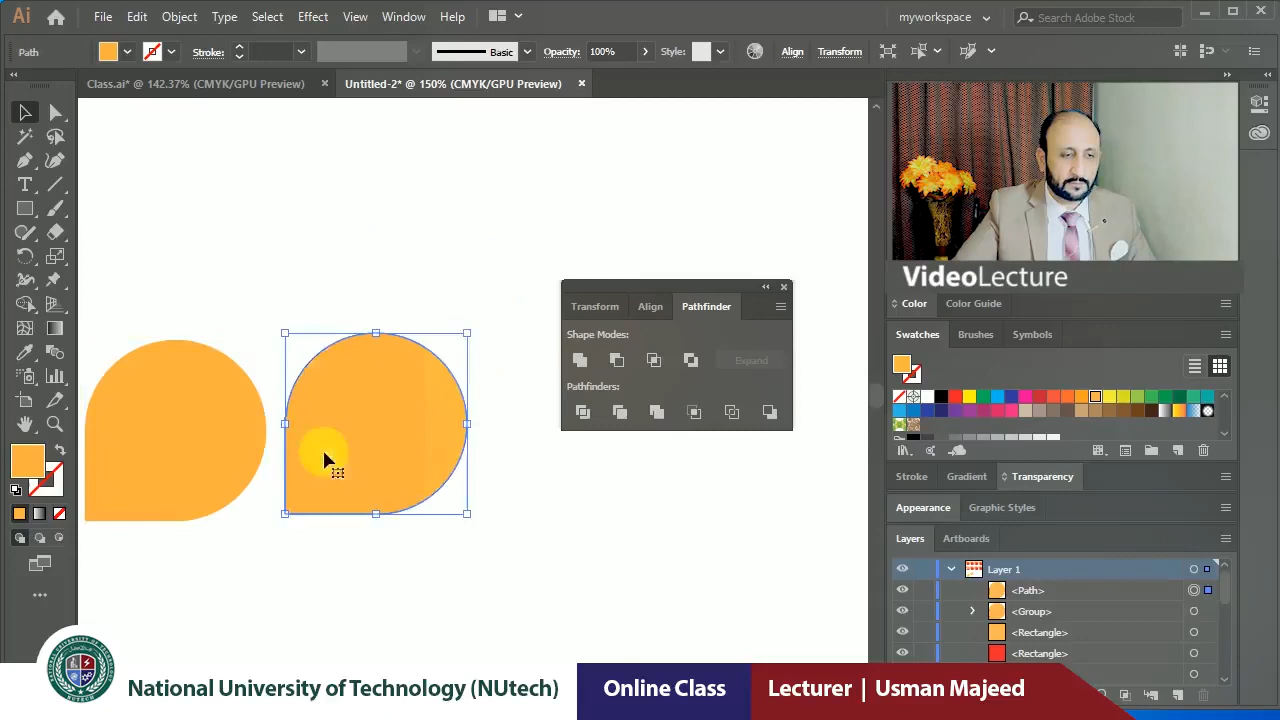 Ai File Edit Object Type Select Effect View Window Help myworkspace Search Adobe Stock
Path Stroke: Basic Opacity: 100% Style: Align Transform
Class.ai* @ 142.37% (CMYK/GPU Preview) Untitled-2* @ 150% (CMYK/GPU Preview)
VideoLecture
Transform Align Pathfinder
Shape Modes:
Expand
Pathfinders:
Color Color Guide
Swatches Brushes Symbols
Stroke Gradient Transparency
Appearance Graphic Styles
Layers Artboards
Layer 1
<Path>
<Group>
<Rectangle>
<Rectangle>
National University of Technology (NUtech) Online Class Lecturer | Usman Majeed